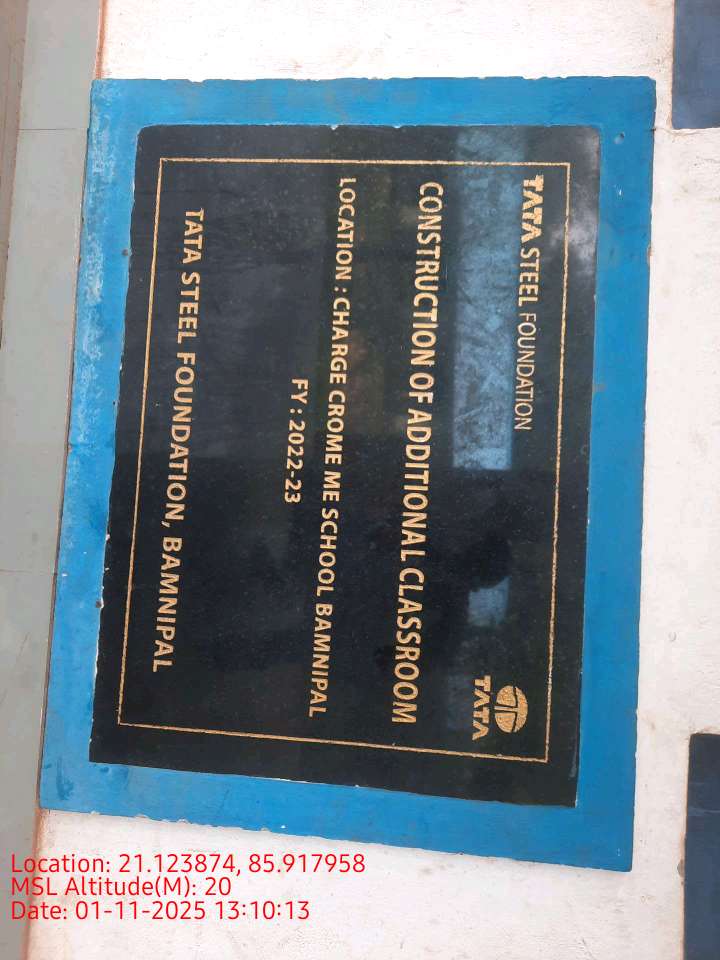 TATA STEEL FOUNDATION
TATA
CONSTRUCTION OF ADDITIONAL CLASSROOM
LOCATION : CHARGE CROME ME SCHOOL BAMNIPAL
FY : 2022-23
TATA STEEL FOUNDATION, BAMNIPAL
Location: 21.123874, 85.917958
MSL Altitude(M): 20
Date: 01-11-2025 13:10:13